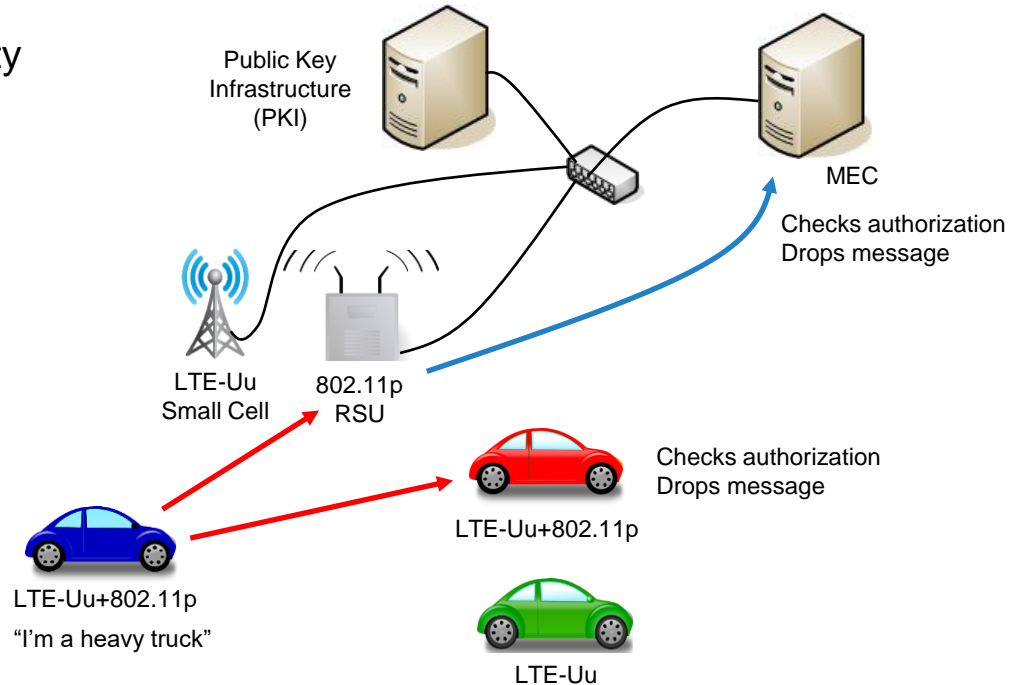 Public Key
Infrastructure
(PKI)
MEC
Checks authorization
Drops message
LTE-Uu
Small Cell
802.11p
RSU
Checks authorization
Drops message
LTE-Uu+802.11p
LTE-Uu+802.11p
“I’m a heavy truck”
LTE-Uu